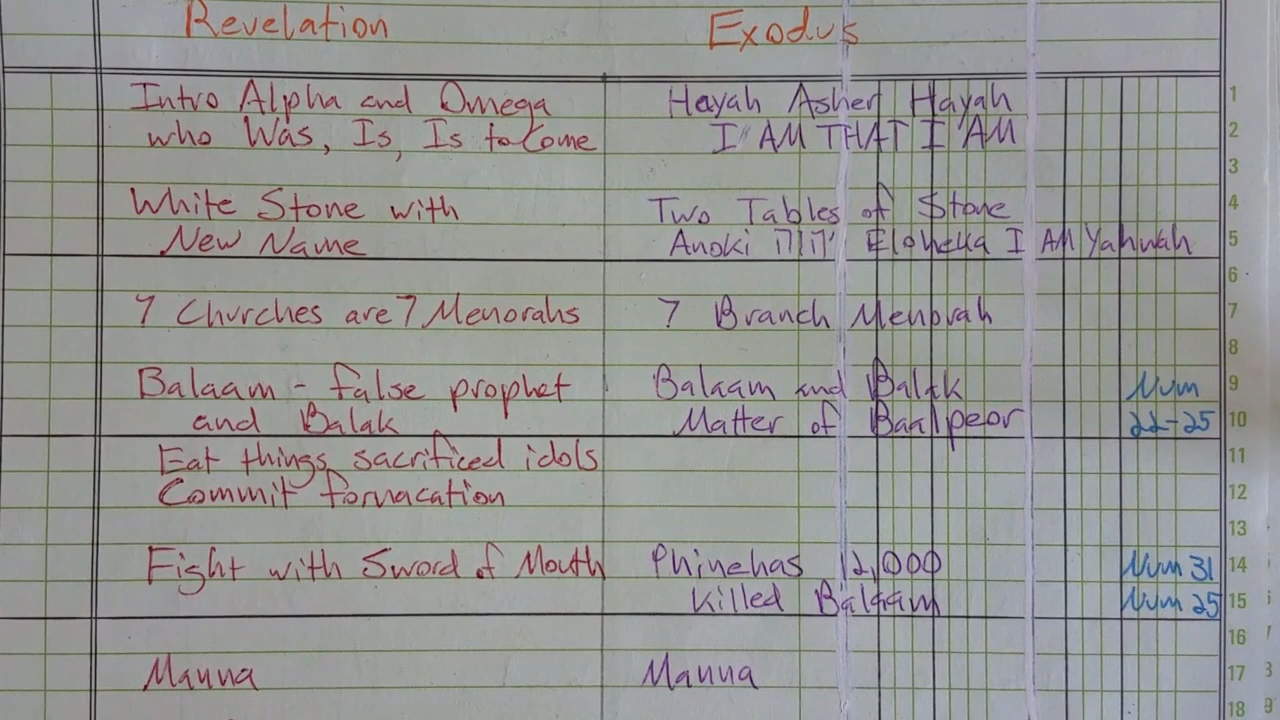 Revelation Exodus
Intro Alpha and Omega Hayah Asher Hayah 1
who Was, Is, Is to Come I AM THAT I AM 2
3
White Stone with Two Tables of Stone 4
New Name Anoki יהוה Eloheka I AM Yahwah 5
6
7 Churches are 7 Menorahs 7 Branch Menorah 7
8
Balaam - false prophet Balaam and Balak Num 9
and Balak Matter of Baalpeor 22-25 10
Eat things sacrificed idols 11
Commit fornacation 12
13
Fight with Sword of Mouth Phinehas 12,000 Num 31 14
Killed Balaam Num 25 15
16
Manna Manna 17
18